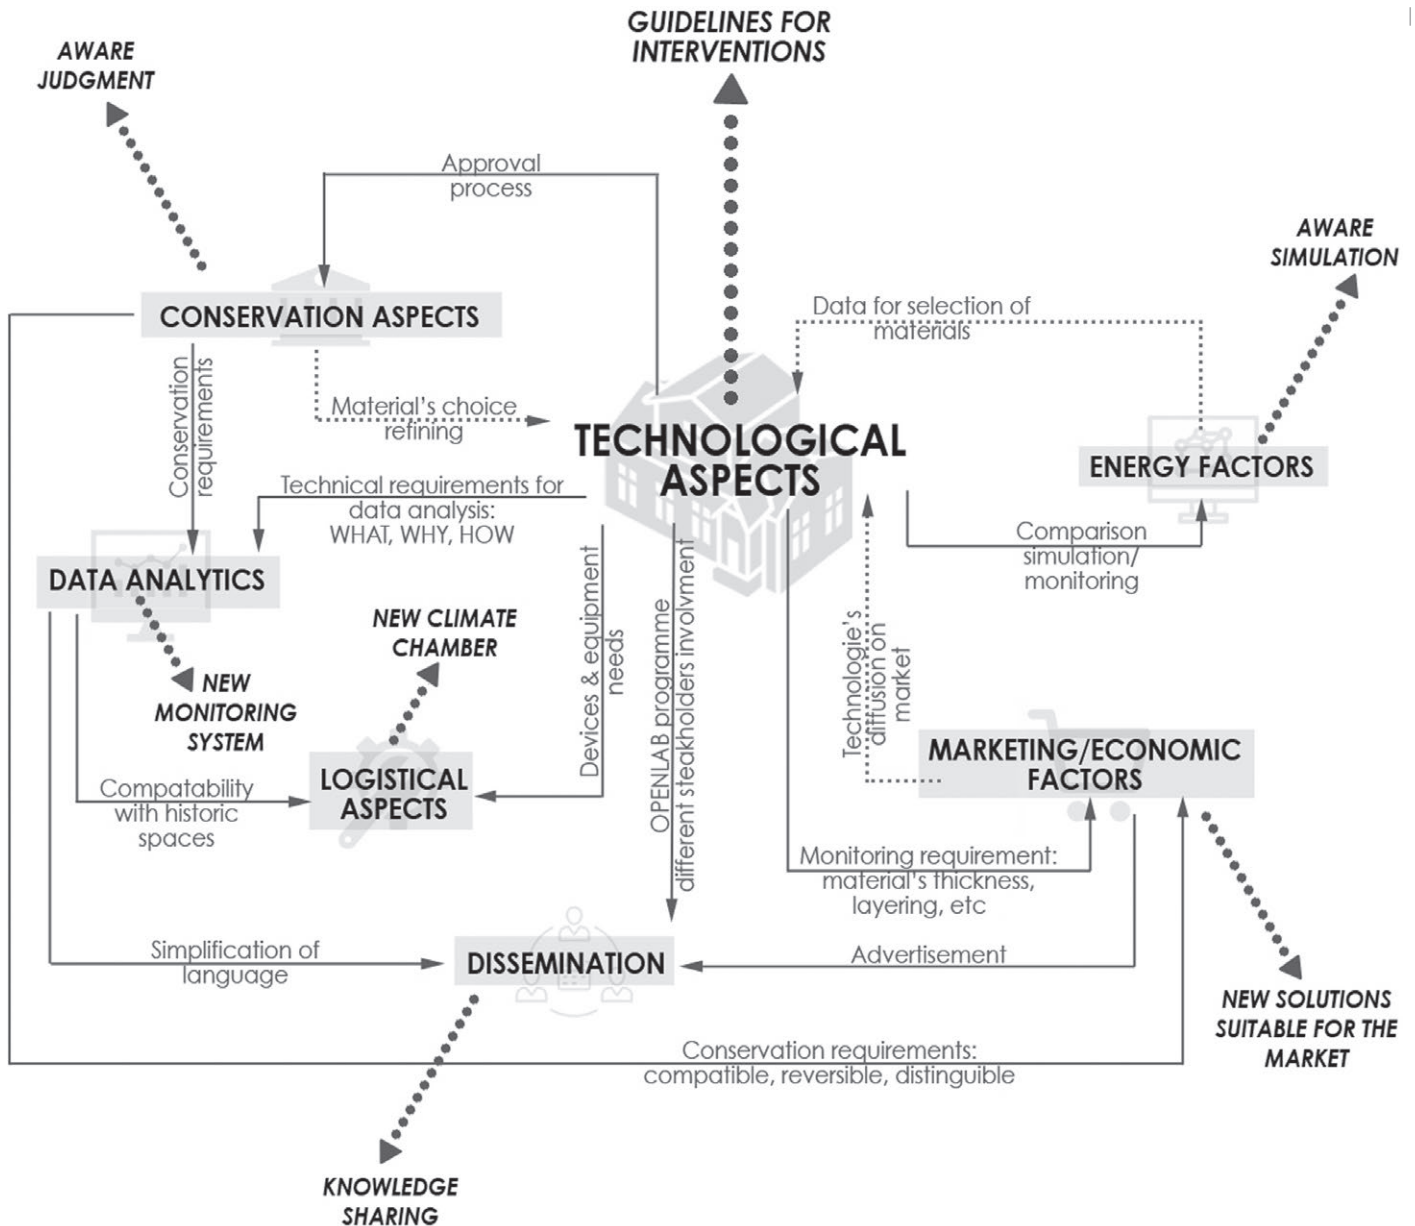 GUIDELINES FOR
INTERVENTIONS
AWARE
JUDGMENT
Approval
process
AWARE
SIMULATION
CONSERVATION ASPECTS
Data for selection of
materials
Conservation
requirements
Material's choice
refining
TECHNOLOGICAL
ASPECTS
ENERGY FACTORS
Technical requirements for
data analysis:
WHAT, WHY, HOW
Comparison
simulation/
monitoring
DATA ANALYTICS
NEW CLIMATE
CHAMBER
Devices & equipment
needs
OPENLAB programme
different steakholders involvment
Technologie's
diffusion on
market
NEW
MONITORING
SYSTEM
MARKETING/ECONOMIC
FACTORS
LOGISTICAL
ASPECTS
Compatability
with historic
spaces
Monitoring requirement:
material's thickness,
layering, etc
Simplification of
language
DISSEMINATION
Advertisement
NEW SOLUTIONS
SUITABLE FOR THE
MARKET
Conservation requirements:
compatible, reversible, distinguible
KNOWLEDGE
SHARING